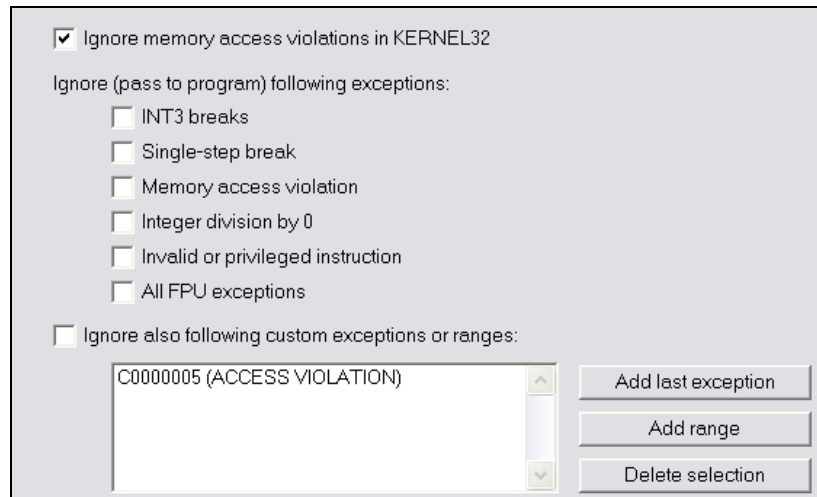 Ignore memory access violations in KERNEL32
Ignore (pass to program) following exceptions:
INT3 breaks
Single-step break
Memory access violation
Integer division by 0
Invalid or privileged instruction
All FPU exceptions
Ignore also following custom exceptions or ranges:
C0000005 (ACCESS VIOLATION)
Add last exception
Add range
Delete selection